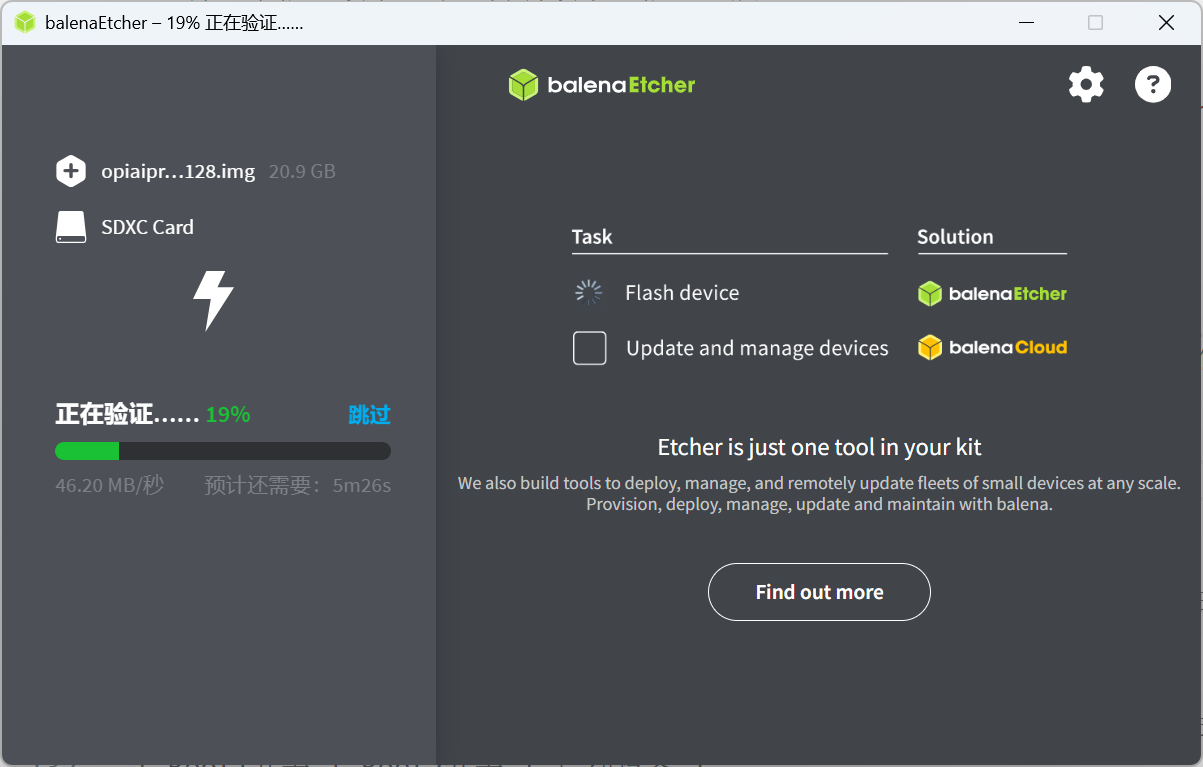 balenaEtcher – 19% 正在验证......
balenaEtcher
opiaipr…128.img 20.9 GB
SDXC Card
Task Solution
Flash device balenaEtcher
Update and manage devices balenaCloud
正在验证…… 19% 跳过
46.20 MB/秒 预计还需要：5m26s
Etcher is just one tool in your kit
We also build tools to deploy, manage, and remotely update fleets of small devices at any scale.
Provision, deploy, manage, update and maintain with balena.
Find out more